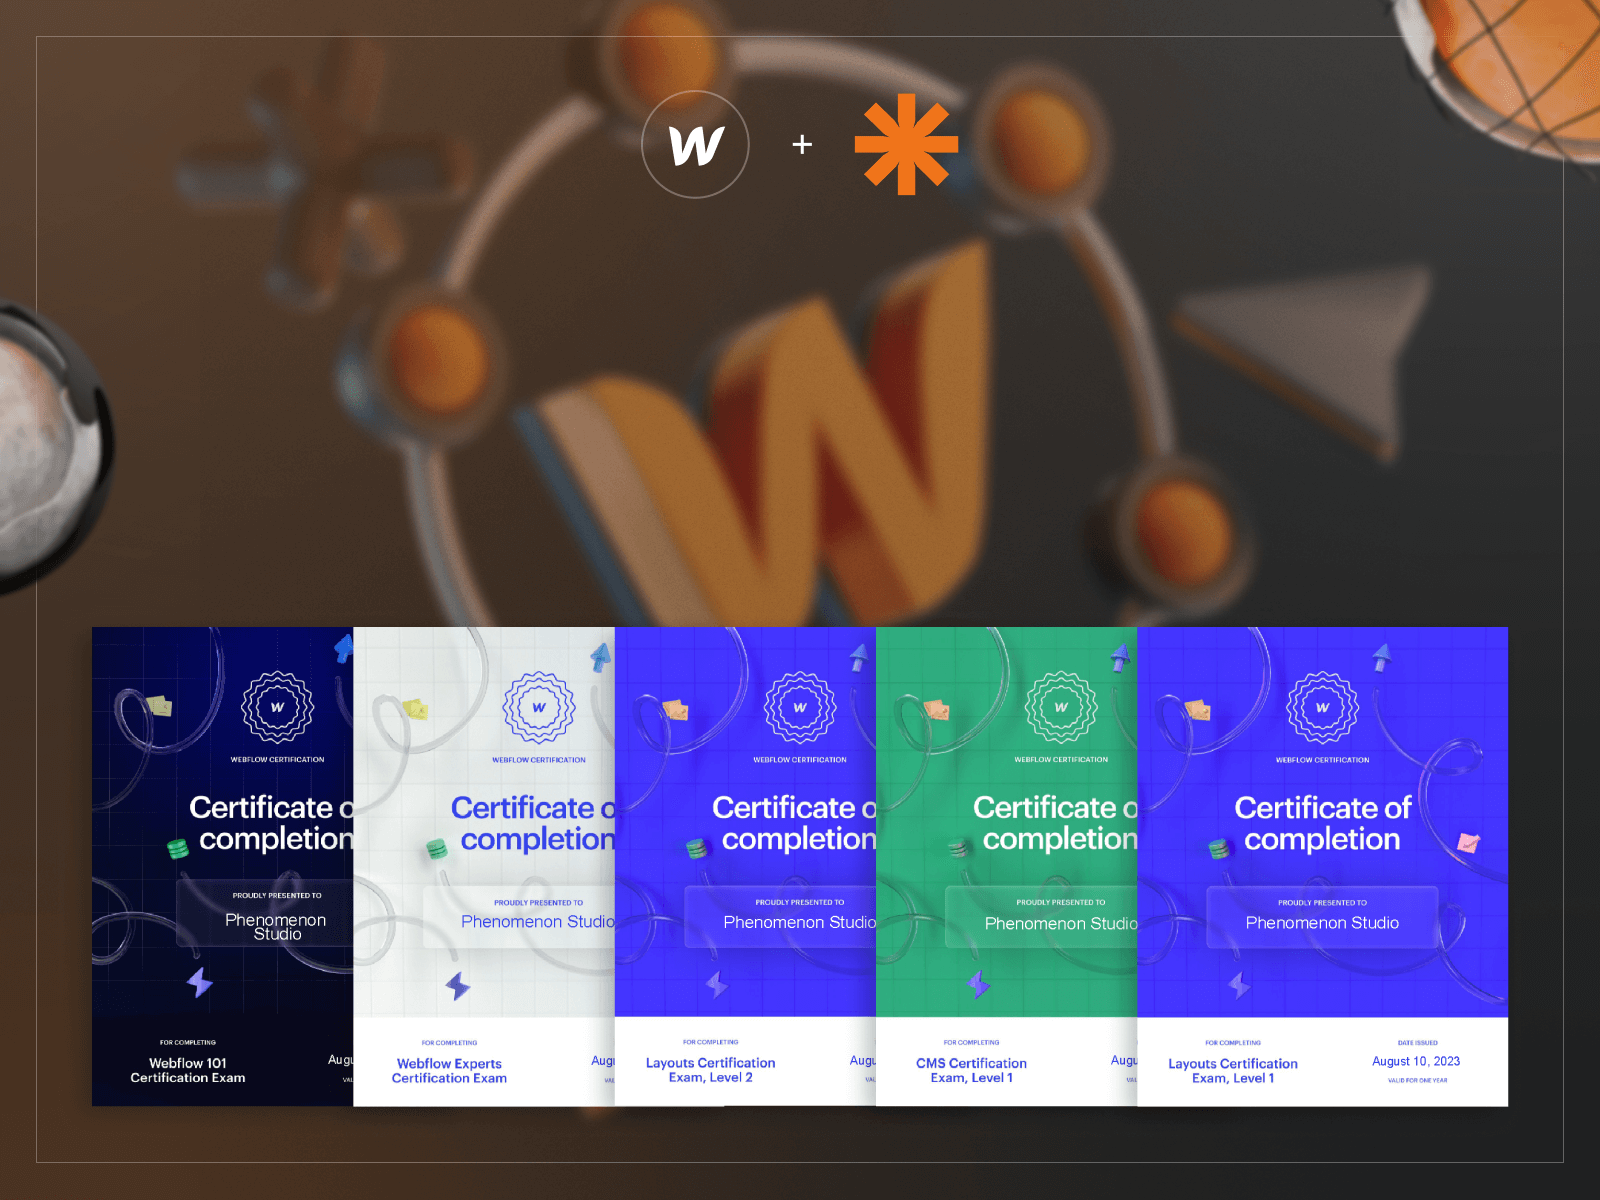 W
+
W
WEBFLOW CERTIFICATION
Certificate o
completion
PROUDLY PRESENTED TO
Phenomenon
Studio
FOR COMPLETING
Webflow 101
Certification Exam
Augu
VAL
W
WEBFLOW CERTIFICATION
Certificate o
completion
PROUDLY PRESENTED TO
Phenomenon Studio
FOR COMPLETING
Webflow Experts
Certification Exam
Augu
VAL
W
WEBFLOW CERTIFICATION
Certificate o
completion
PROUDLY PRESENTED TO
Phenomenon Studio
FOR COMPLETING
Layouts Certification
Exam, Level 2
Augu
VAL
W
WEBFLOW CERTIFICATION
Certificate o
completion
PROUDLY PRESENTED TO
Phenomenon Studio
FOR COMPLETING
CMS Certification
Exam, Level 1
Augu
VAL
W
WEBFLOW CERTIFICATION
Certificate of
completion
PROUDLY PRESENTED TO
Phenomenon Studio
FOR COMPLETING
Layouts Certification
Exam, Level 1
DATE ISSUED
August 10, 2023
VALID FOR ONE YEAR